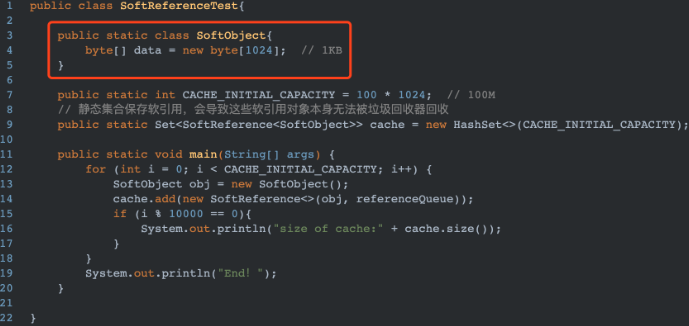 1 public class SoftReferenceTest{
2
3 public static class SoftObject{
4 byte[] data = new byte[1024]; // 1KB
5 }
6
7 public static int CACHE_INITIAL_CAPACITY = 100 * 1024; // 100M
8 // 静态集合保存软引用，会导致这些软引用对象本身无法被垃圾回收器回收
9 public static Set<SoftReference<SoftObject>> cache = new HashSet<>(CACHE_INITIAL_CAPACITY);
10
11 public static void main(String[] args) {
12 for (int i = 0; i < CACHE_INITIAL_CAPACITY; i++) {
13 SoftObject obj = new SoftObject();
14 cache.add(new SoftReference<>(obj, referenceQueue));
15 if (i % 10000 == 0){
16 System.out.println("size of cache:" + cache.size());
17 }
18 }
19 System.out.println("End! ");
20 }
21
22 }